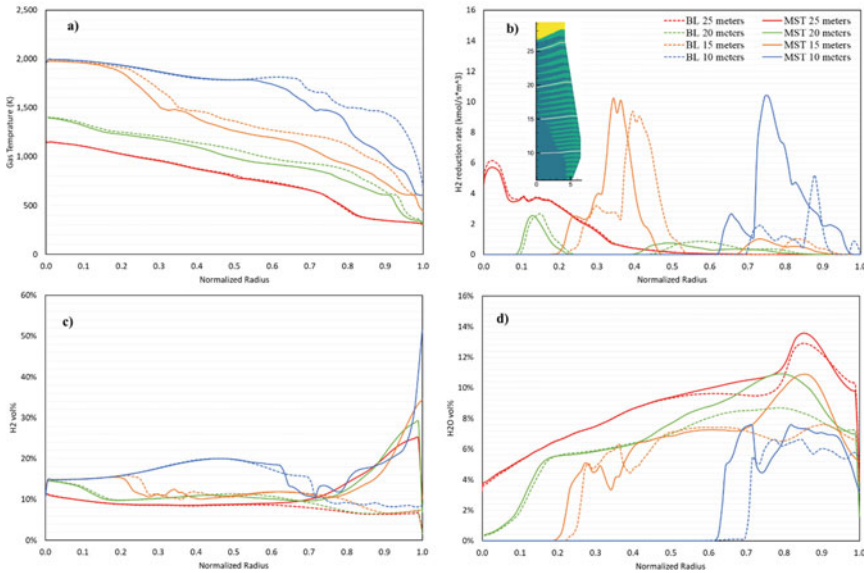 a)
Gas Temprature (K)
2,000
1,500
1,000
500
0
0.0 0.1 0.2 0.3 0.4 0.5 0.6 0.7 0.8 0.9 1.0
Normalized Radius
b)
H2 reduction rate (kmol/s*m^3)
16
14
12
10
8
6
4
2
0
25
20
15
10
0 5
BL 25 meters MST 25 meters
BL 20 meters MST 20 meters
BL 15 meters MST 15 meters
BL 10 meters MST 10 meters
0.0 0.1 0.2 0.3 0.4 0.5 0.6 0.7 0.8 0.9 1.0
Normalized Radius
c)
H2 vol%
60%
50%
40%
30%
20%
10%
0%
0.0 0.1 0.2 0.3 0.4 0.5 0.6 0.7 0.8 0.9 1.0
Normalized Radius
d)
H2O vol%
16%
14%
12%
10%
8%
6%
4%
2%
0%
0.0 0.1 0.2 0.3 0.4 0.5 0.6 0.7 0.8 0.9 1.0
Normalized Radius